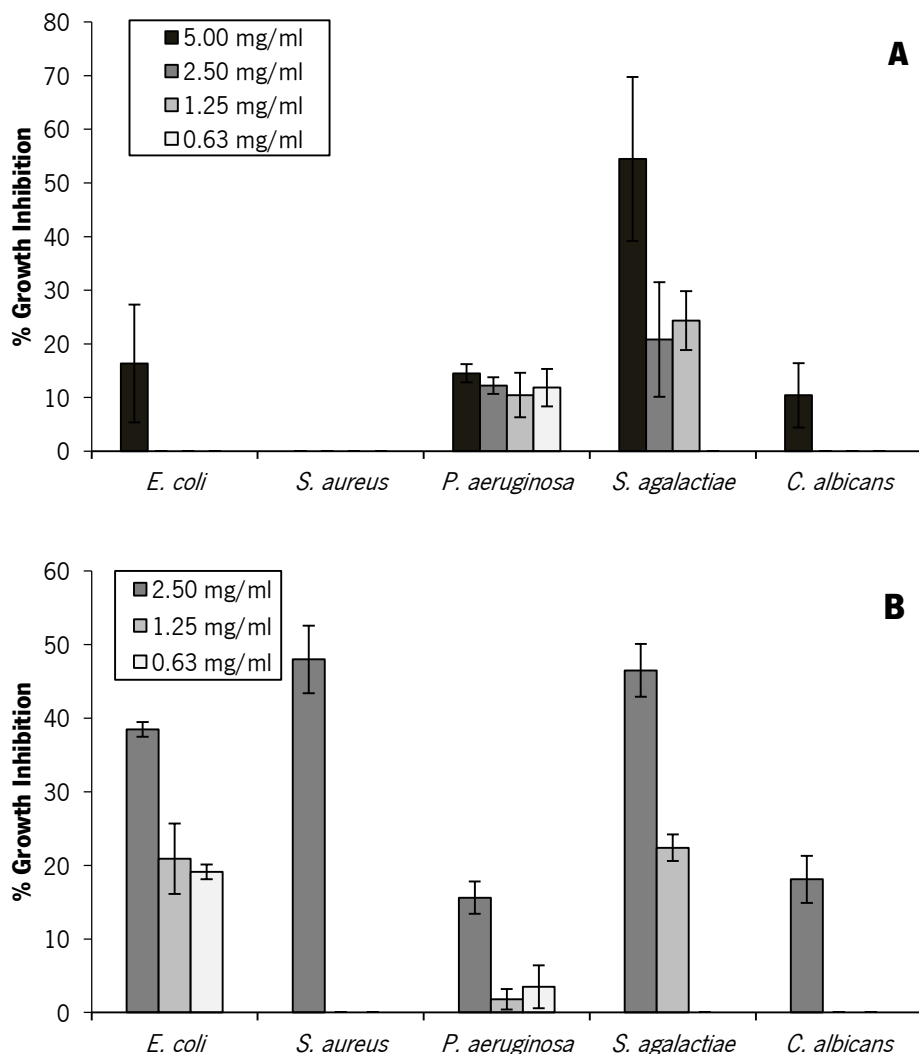 80
70
60
50
40
30
20
10
0
% Growth Inhibition
5.00 mg/ml
2.50 mg/ml
1.25 mg/ml
0.63 mg/ml
A
E. coli S. aureus P. aeruginosa S. agalactiae C. albicans
60
50
40
30
20
10
0
% Growth Inhibition
2.50 mg/ml
1.25 mg/ml
0.63 mg/ml
B
E. coli S. aureus P. aeruginosa S. agalactiae C. albicans